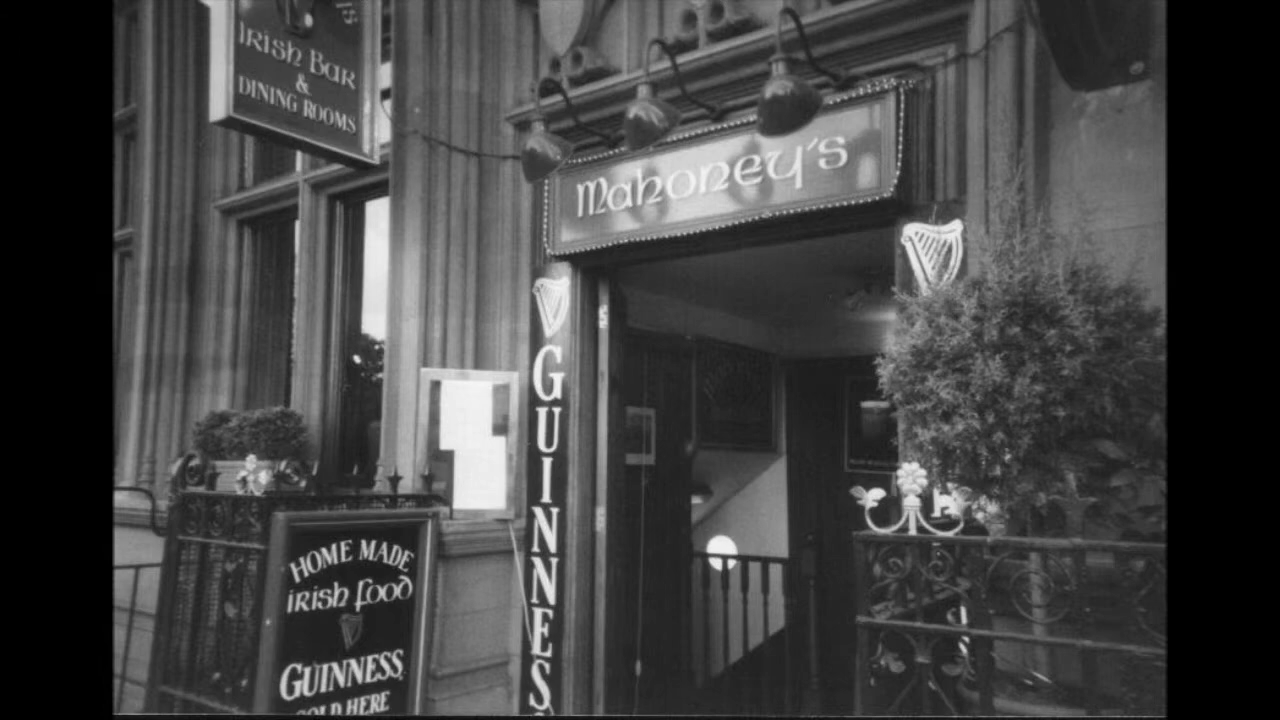 Irish Bar
&
DINING ROOMS
Mahoney's
GUINNESS
HOME MADE
Irish Food
GUINNESS
SOLD HERE